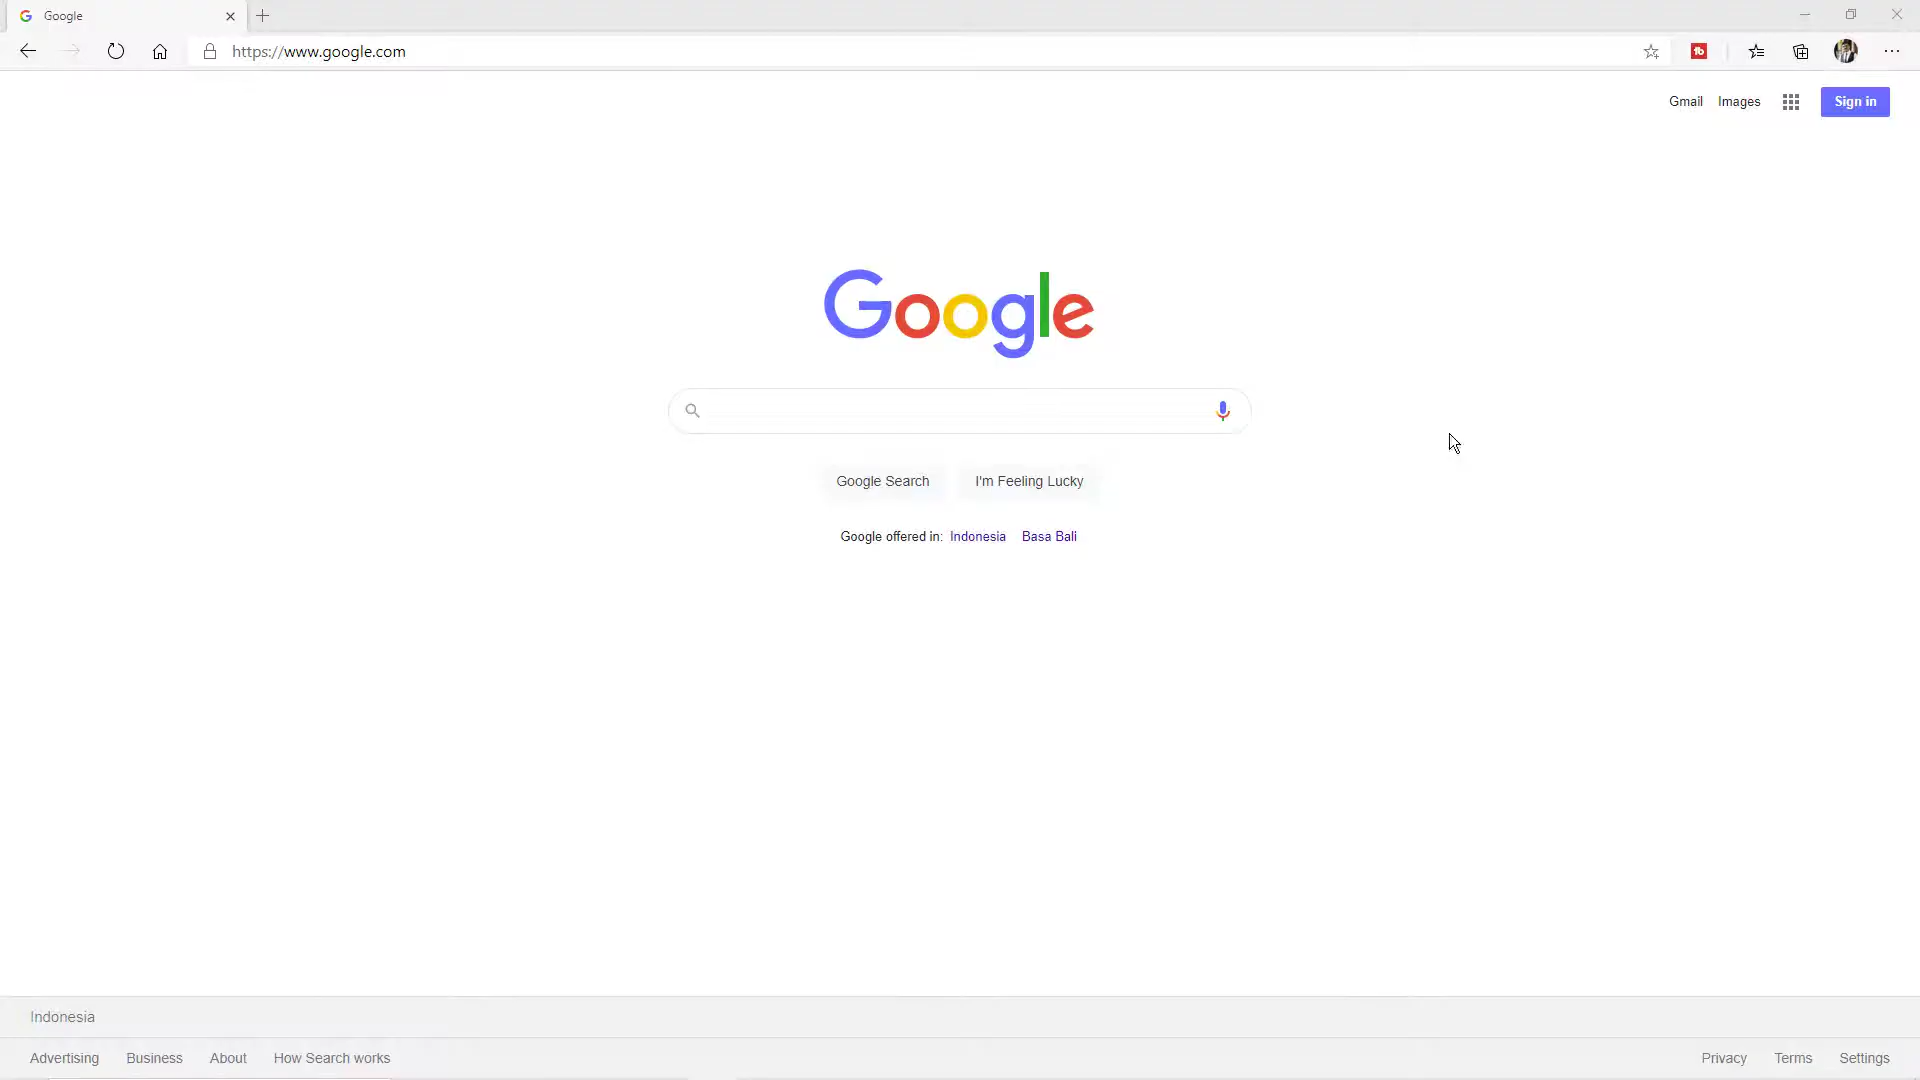 Google
https://www.google.com
Gmail Images Sign in
Google
Google Search I'm Feeling Lucky
Google offered in: Indonesia Basa Bali
Indonesia
Advertising Business About How Search works Privacy Terms Settings